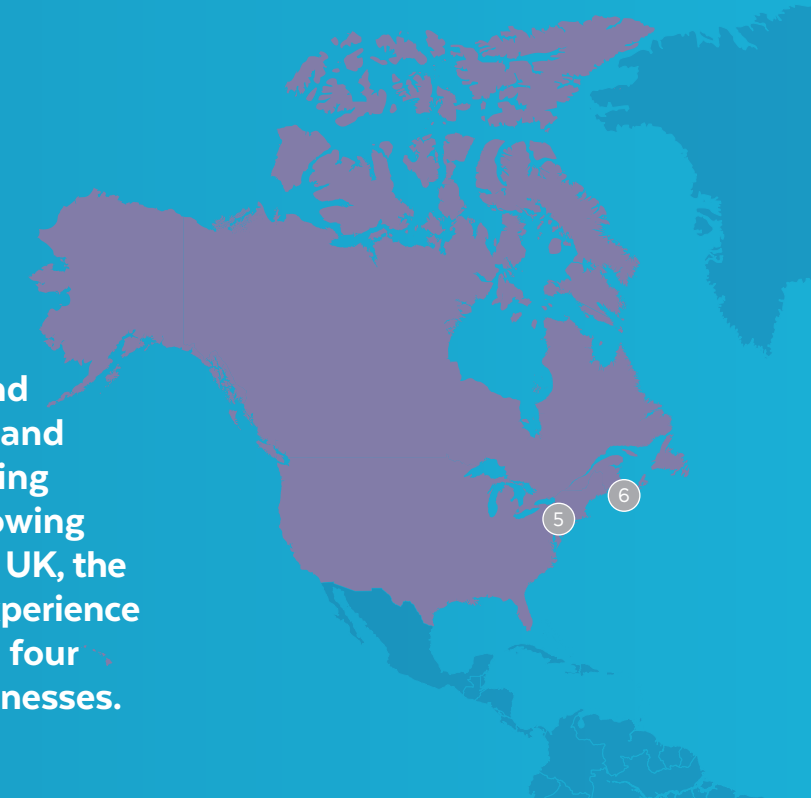 nd
and
ing
owing
UK, the
perience
four
nesses.
5
6